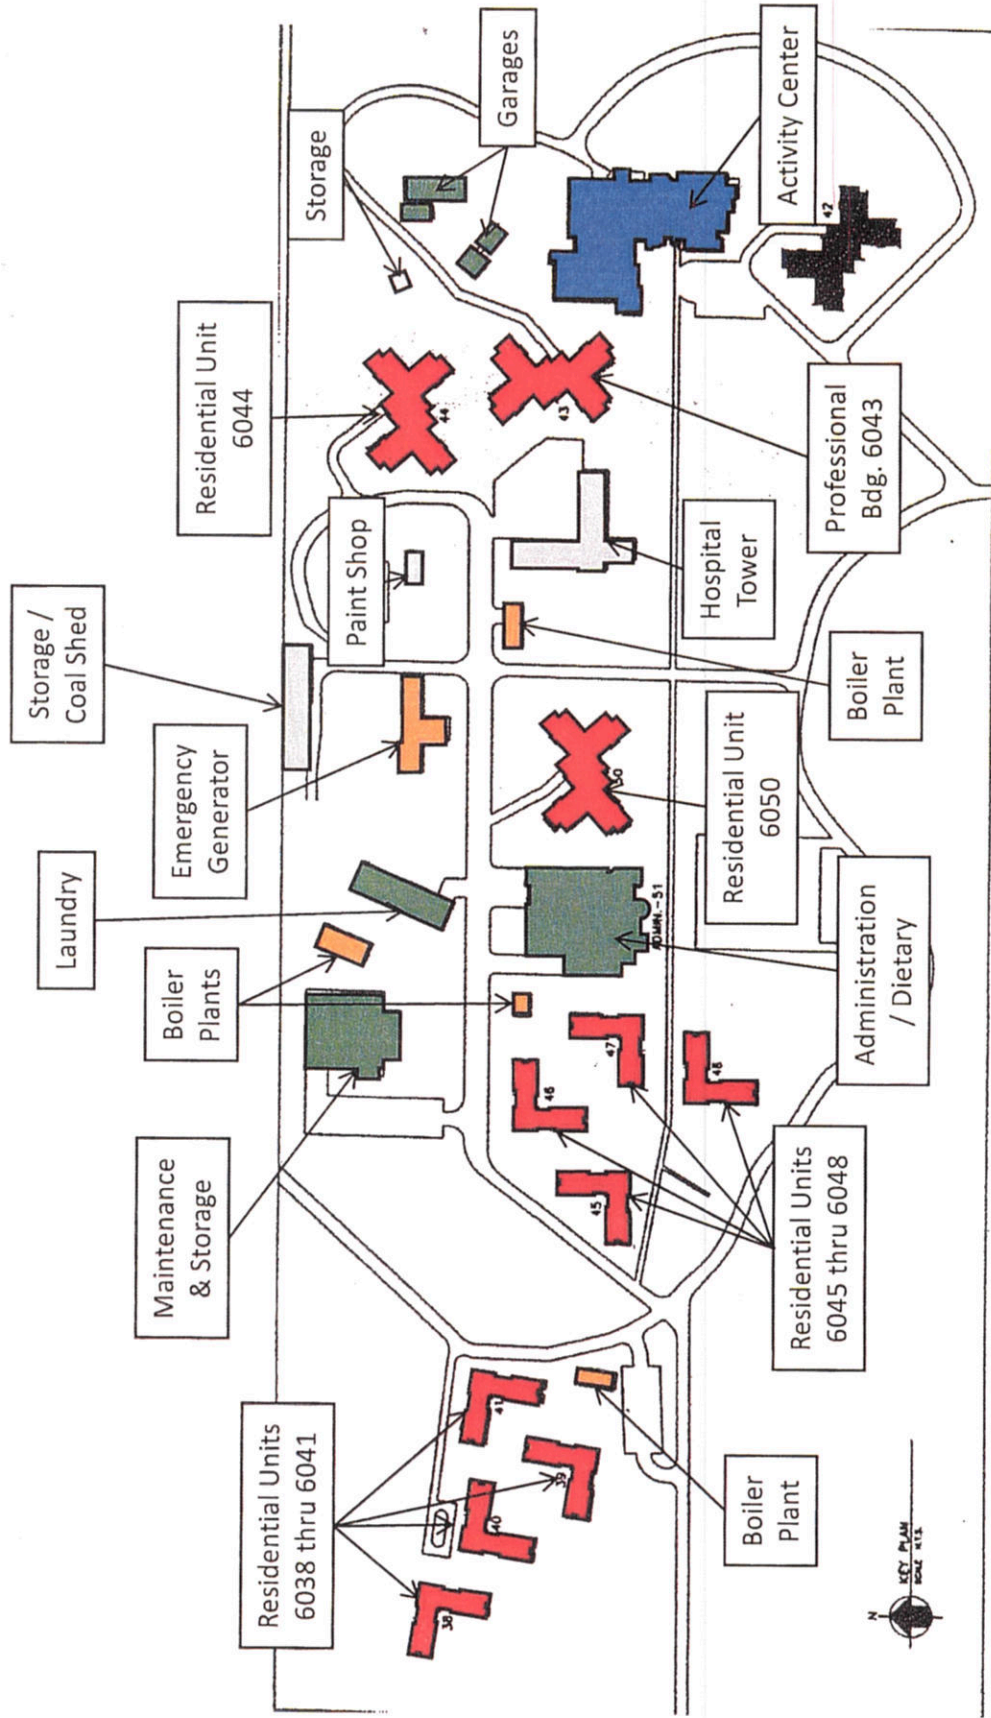 Storage /
Coal Shed
Residential Unit
6044
Storage
Garages
Laundry
Emergency
Generator
Paint Shop
Boiler
Plants
Maintenance
& Storage
Residential Units
6038 thru 6041
44
43
42
50
ADMIN.-51
47
46
48
45
41
39
40
38
Activity Center
Professional
Bdg. 6043
Hospital
Tower
Boiler
Plant
Residential Unit
6050
Administration
/ Dietary
Residential Units
6045 thru 6048
Boiler
Plant
N
KEY PLAN
SCALE N.T.S.